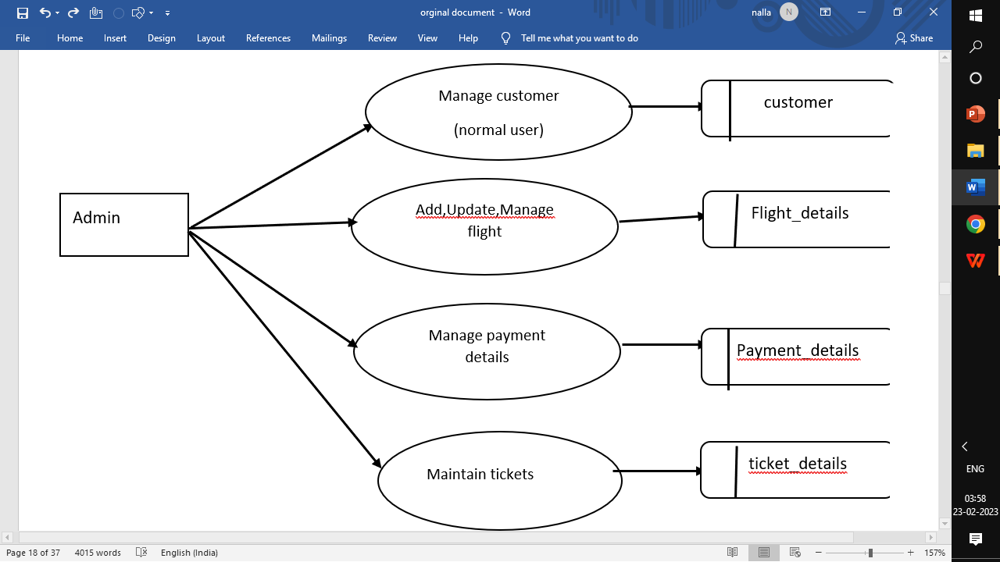 orginal document - Word
nalla
N
File Home Insert Design Layout References Mailings Review View Help Tell me what you want to do Share
Manage customer
(normal user)
customer
Admin
Add,Update,Manage
flight
Flight_details
Manage payment
details
Payment_details
Maintain tickets
ticket_details
P
W
ENG
03:58
23-02-2023
Page 18 of 37 4015 words English (India) 157%